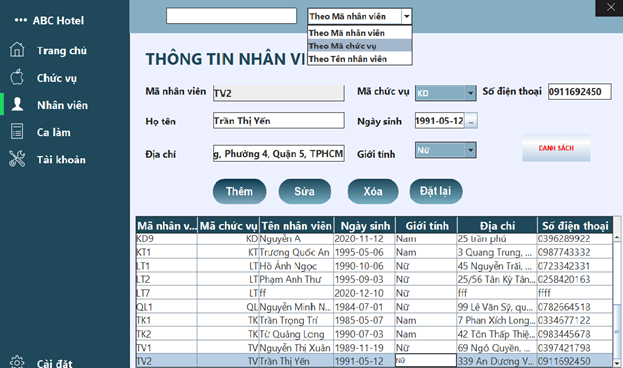 ••• ABC Hotel
Theo Mã nhân viên
Theo Mã nhân viên
Theo Mã chức vụ
Theo Tên nhân viên
Trang chủ
Chức vụ
Nhân viên
Ca làm
Tài khoản
Cài đặt
THÔNG TIN NHÂN VI
Mã nhân viên TV2 Mã chức vụ KD Số điện thoại 0911692450
Họ tên Trần Thị Yến Ngày sinh 1991-05-12 ...
Địa chỉ g, Phường 4, Quận 5, TPHCM Giới tính Nữ DANH SÁCH
Thêm Sửa Xóa Đặt lại
Mã nhân v... Mã chức vụ Tên nhân viên Ngày sinh Giới tính Địa chỉ Số điện thoại
KD9 KD Nguyễn A 2020-11-12 Nam 25 trần phú 0396289922
KT1 KT Trương Quốc An 1995-05-06 Nam 3 Quang Trung, ... 0987743332
LT1 LT Hồ Ánh Ngọc 1990-10-06 Nữ 45 Nguyễn Trãi, ... 0723342331
LT2 LT Phạm Anh Thư 1995-09-03 Nữ 25/56 Tân Kỳ Tân... 0258420163
LT7 LT ff 2020-12-10 Nữ fff ffff
QL1 QL Nguyễn Minh N... 1984-07-01 Nữ 99 Lê Văn Sỹ, qu... 0782664518
TK1 TK Trần Trọng Trí 1985-05-07 Nam 7 Phan Xích Long... 0334677122
TK2 TK Từ Quảng Long 1990-07-03 Nam 42 Tôn Thấp Thiệ... 0983445678
TV1 TV Nguyễn Thị Xuân 1989-11-19 Nữ 69 Ngô Quyền, ... 0397421793
TV2 TV Trần Thị Yến 1991-05-12 Nữ 339 An Dương V... 0911692450